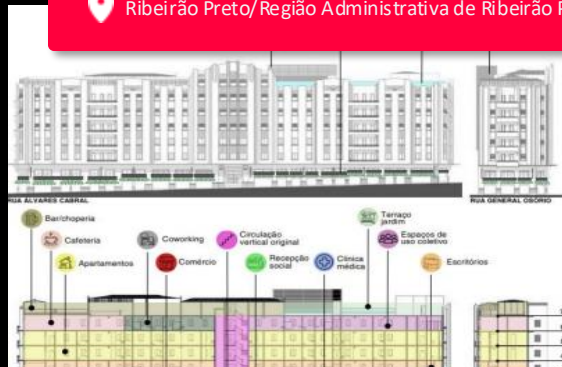 Ribeirão Preto/Região Administrativa de Ribeirão
RUA ÁLVARES CABRAL
RUA GENERAL OSÓRIO
Bar/choperia
Cafeteria
Apartamentos
Coworking
Comércio
Circulação
vertical original
Recepção
social
Clínica
médica
Terraço
jardim
Espaços de
uso coletivo
Escritórios